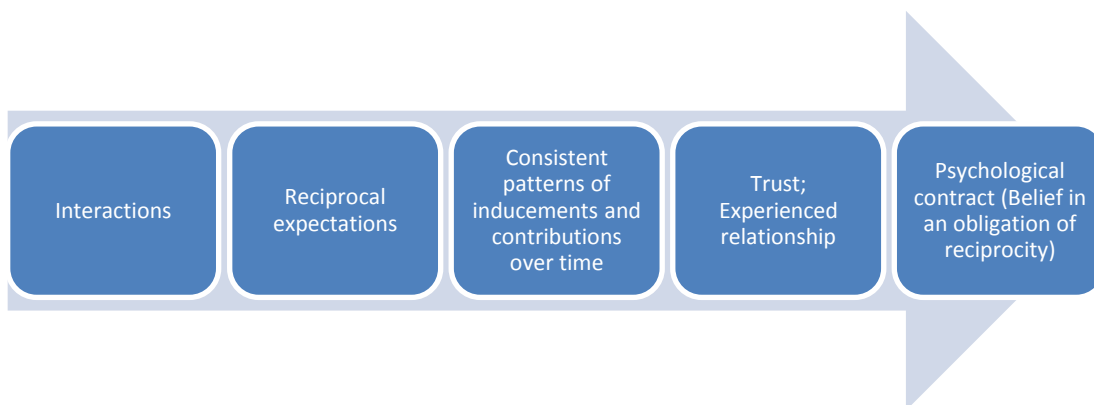 Interactions
Reciprocal
expectations
Consistent
patterns of
inducements and
contributions
over time
Trust;
Experienced
relationship
Psychological
contract (Belief in
an obligation of
reciprocity)